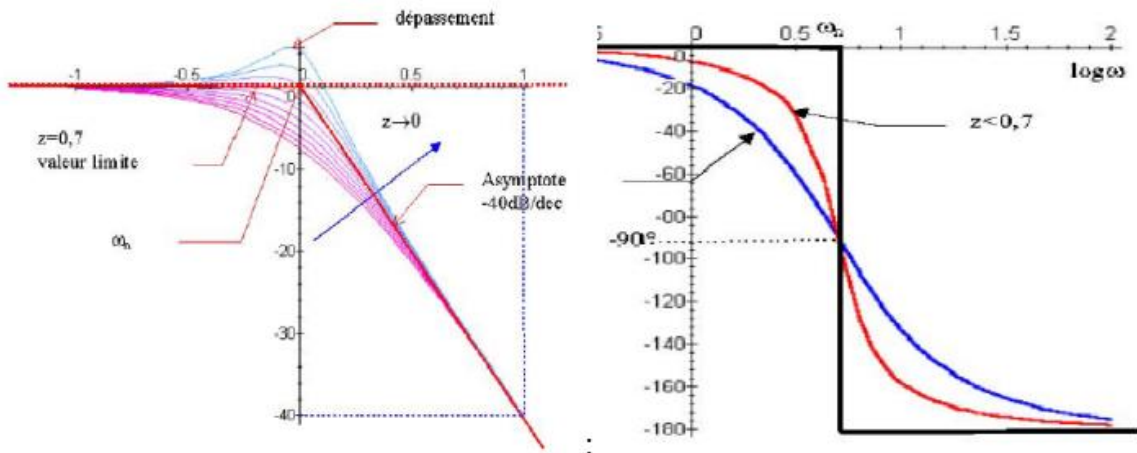 dépassement
-1
-0.5
0
0.5
1
z=0,7
valeur limite
z→0
-10
Asymptote
-40dB/dec
ωn
-20
-30
-40
:
ωn
0
0.5
1
1.5
2
logω
0
-20
-40
z<0,7
-60
-80
-90°
-100
-120
-140
-160
-180